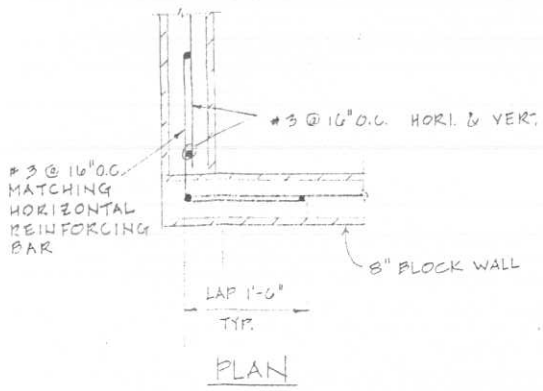 #3 @ 16" O.C. HORI. & VERT.
#3 @ 16" O.C.
MATCHING
HORIZONTAL
REINFORCING
BAR
8" BLOCK WALL
LAP 1'-6"
TYP.
PLAN